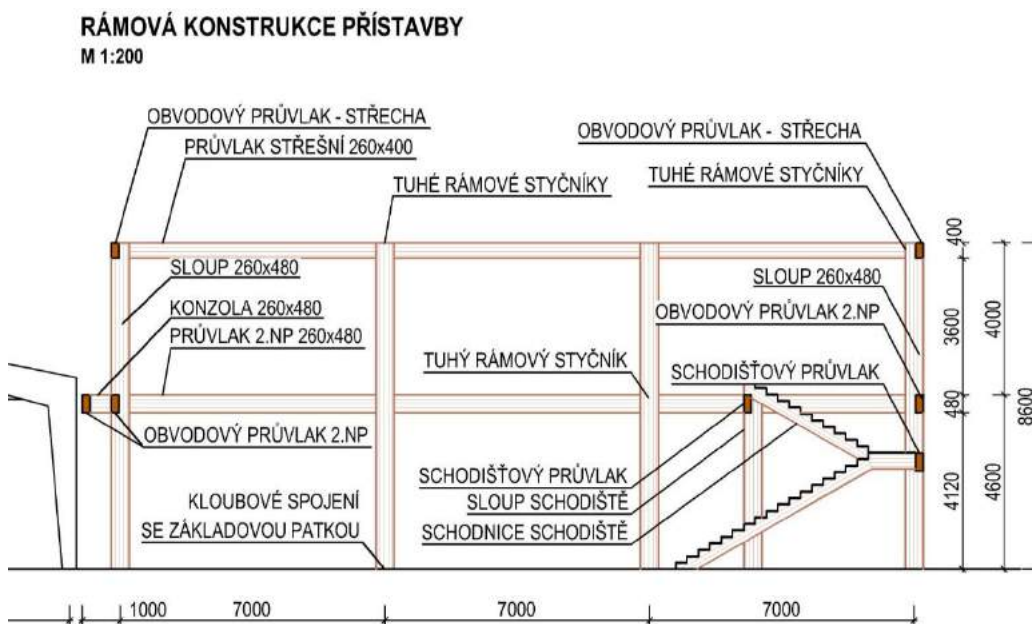 RÁMOVÁ KONSTRUKCE PŘÍSTAVBY
M 1:200
OBVODOVÝ PRŮVLAK - STŘECHA
PRŮVLAK STŘEŠNÍ 260x400
TUHÉ RÁMOVÉ STYČNÍKY
OBVODOVÝ PRŮVLAK - STŘECHA
TUHÉ RÁMOVÉ STYČNÍKY
SLOUP 260x480
KONZOLA 260x480
PRŮVLAK 2.NP 260x480
TUHÝ RÁMOVÝ STYČNÍK
SLOUP 260x480
OBVODOVÝ PRŮVLAK 2.NP
SCHODIŠŤOVÝ PRŮVLAK
OBVODOVÝ PRŮVLAK 2.NP
KLOUBOVÉ SPOJENÍ
SE ZÁKLADOVOU PATKOU
SCHODIŠŤOVÝ PRŮVLAK
SLOUP SCHODIŠTĚ
SCHODNICE SCHODIŠTĚ
400
3600
480
4120
4000
4600
8600
1000
7000
7000
7000